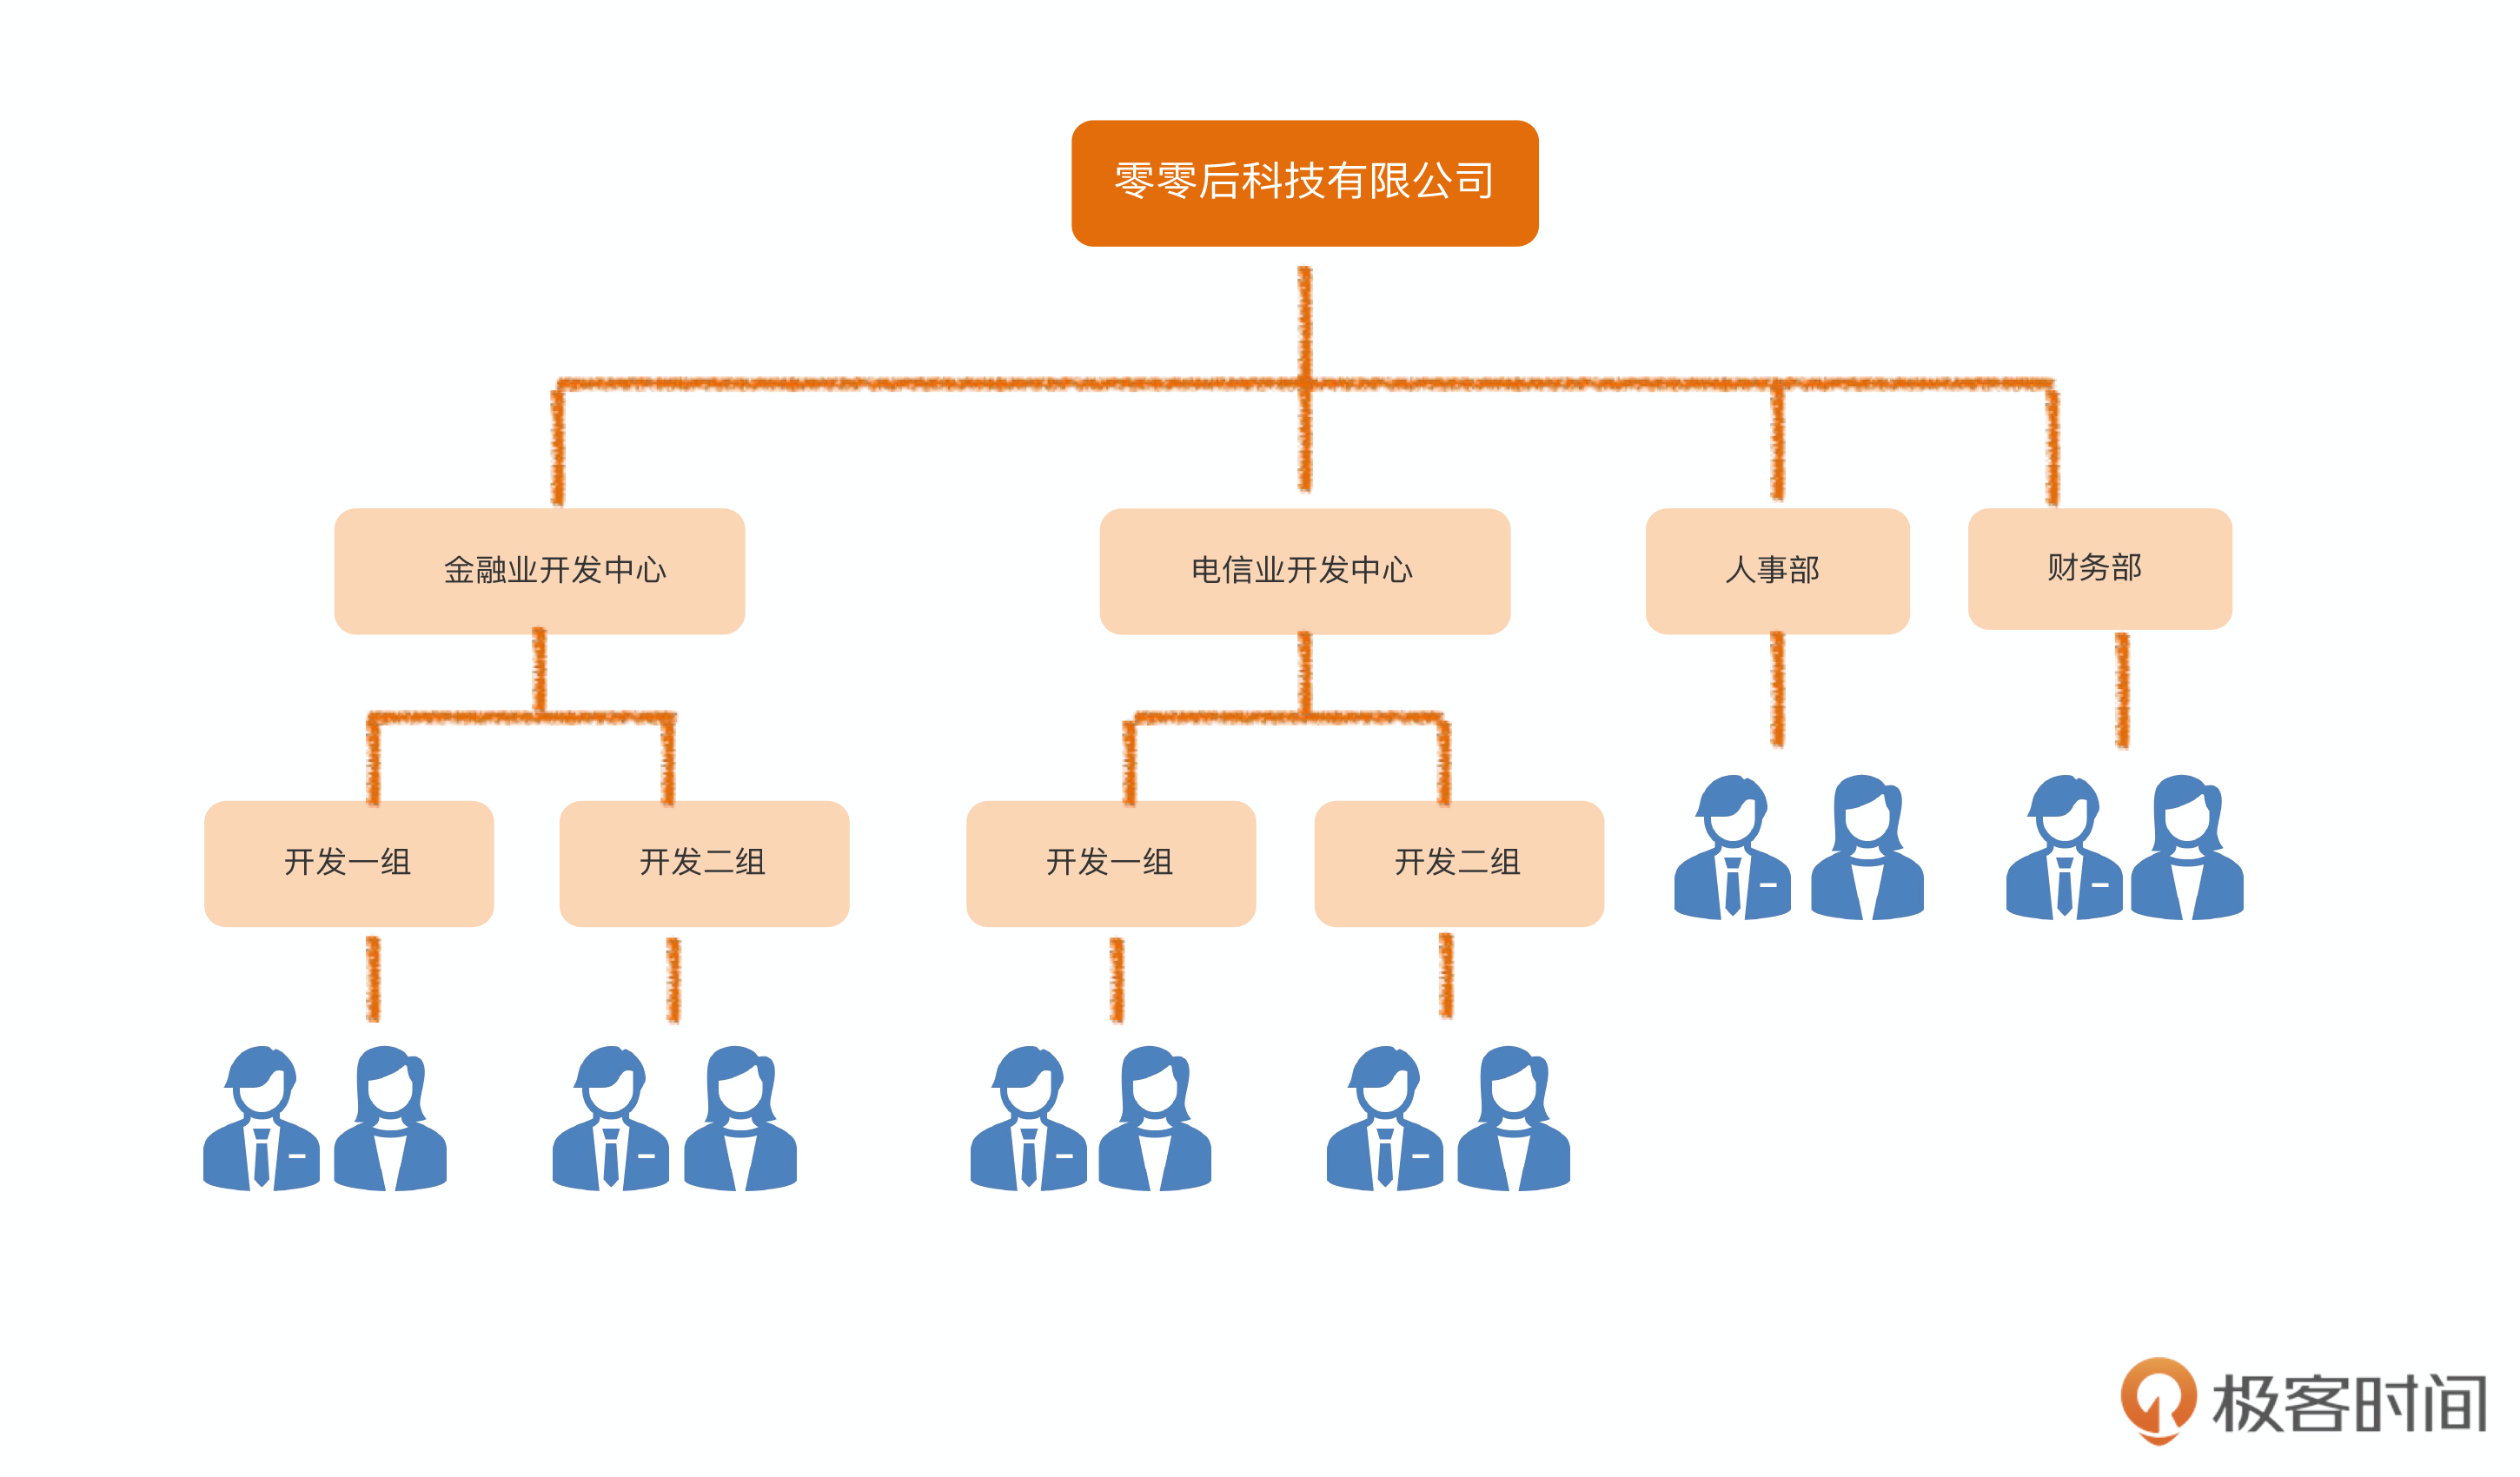 零零后科技有限公司
金融业开发中心
电信业开发中心
人事部
财务部
开发一组
开发二组
开发一组
开发二组
极客时间